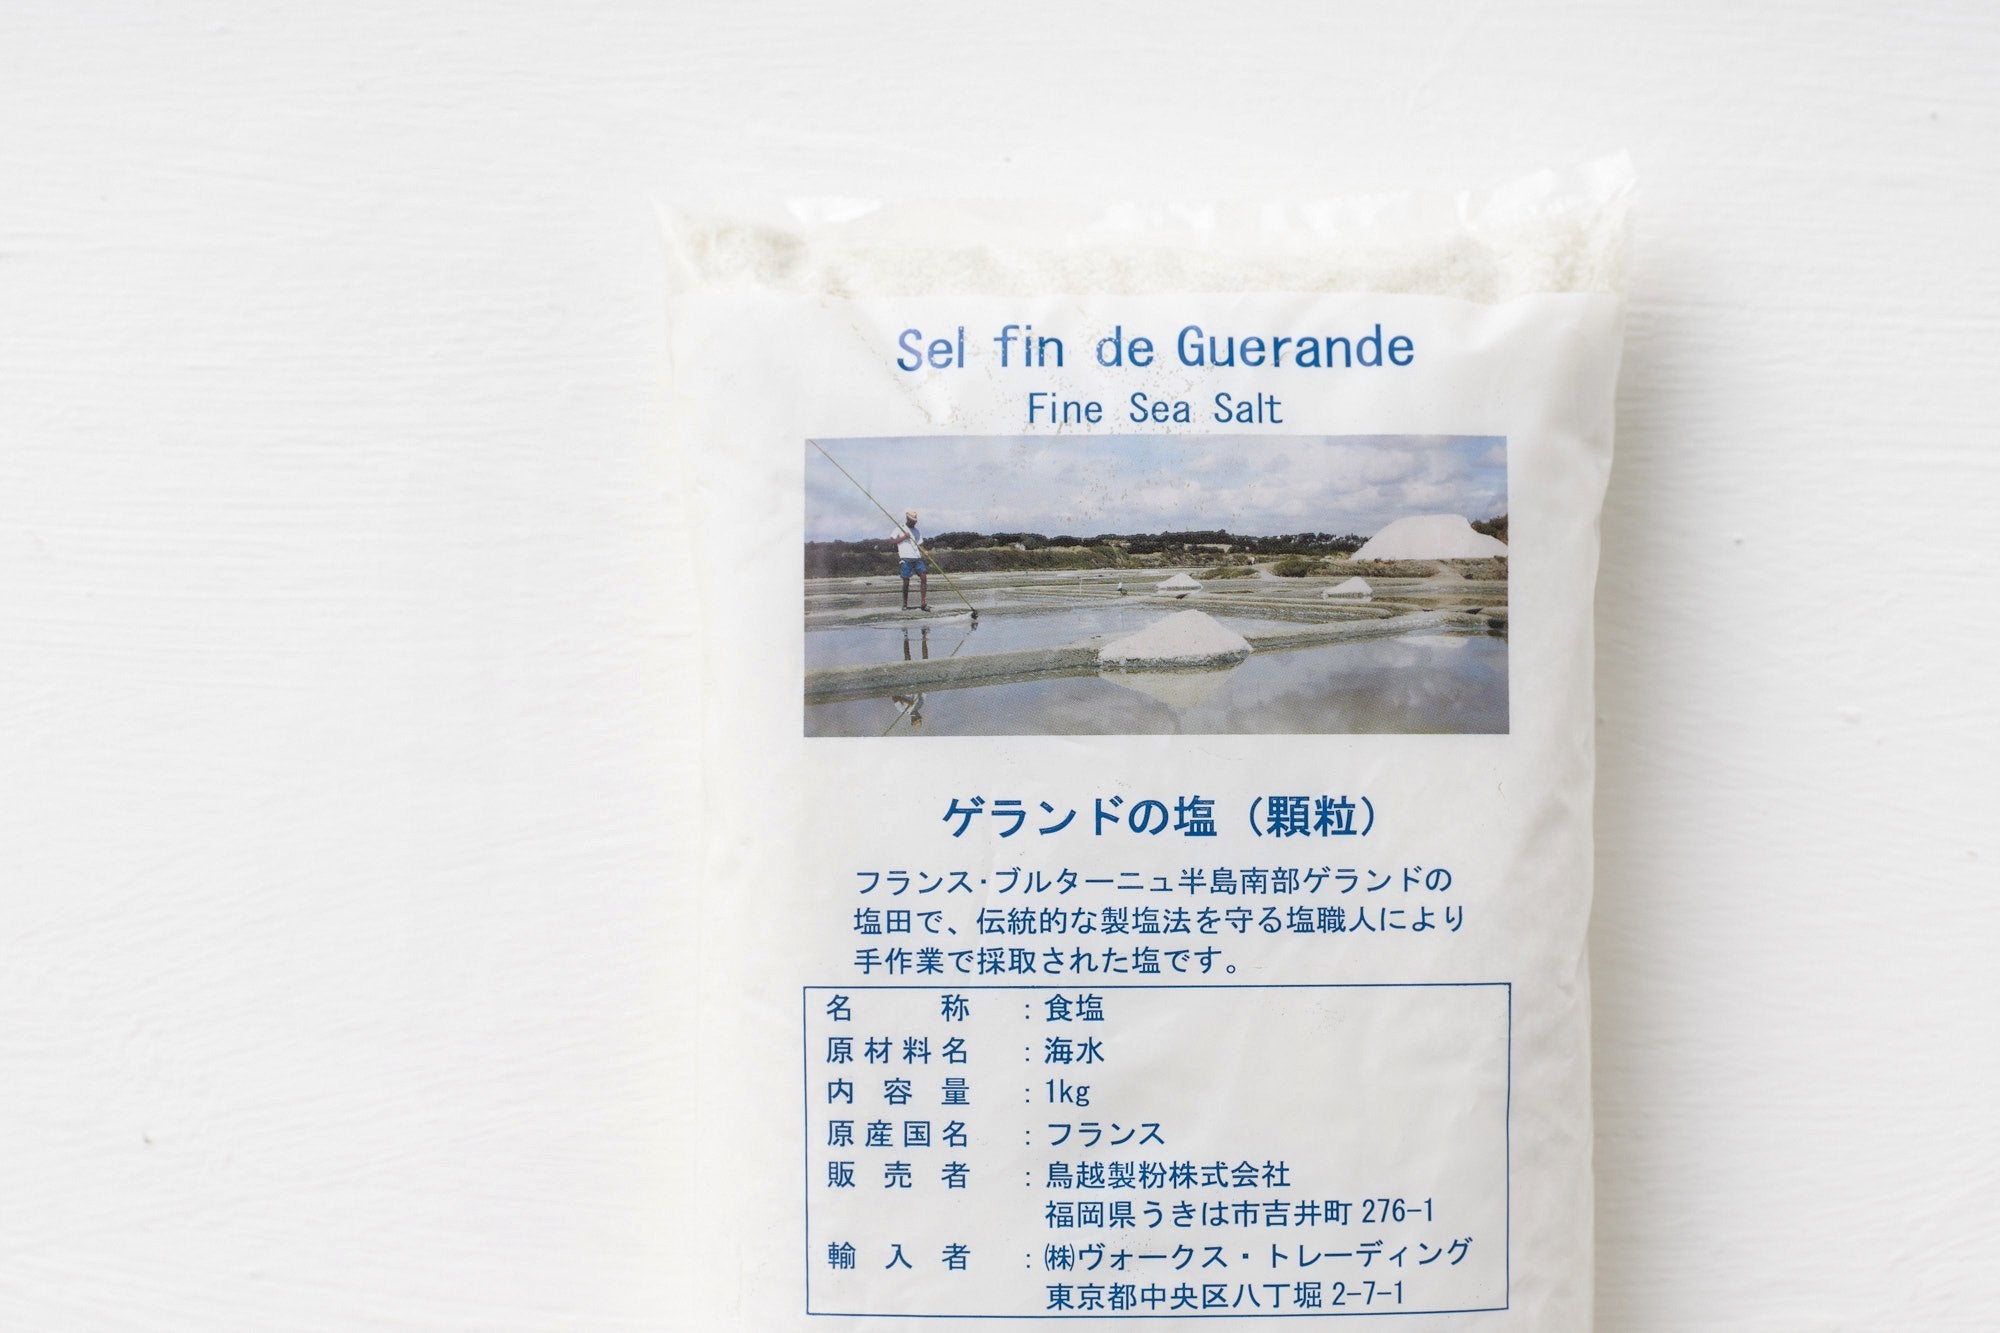 Sel fin de Guerande
Fine Sea Salt
ゲランドの塩（顆粒）
フランス・ブルターニュ半島南部ゲランドの
塩田で、伝統的な製塩法を守る塩職人により
手作業で採取された塩です。
名称：食塩
原材料名：海水
内容量：1kg
原産国名：フランス
販売者：鳥越製粉株式会社
福岡県うきは市吉井町276-1
輸入者：㈱ヴォークス・トレーディング
東京都中央区八丁堀2-7-1